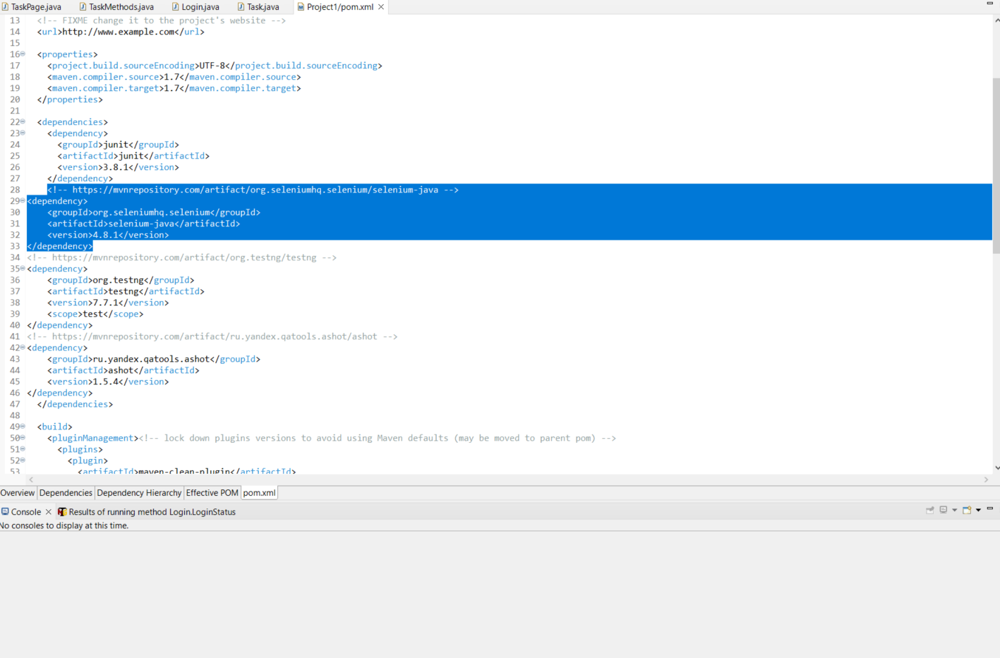 TaskPage.java TaskMethods.java Login.java Task.java Project1/pom.xml
13 <!-- FIXME change it to the project's website -->
14 <url>http://www.example.com</url>
15
16 <properties>
17 <project.build.sourceEncoding>UTF-8</project.build.sourceEncoding>
18 <maven.compiler.source>1.7</maven.compiler.source>
19 <maven.compiler.target>1.7</maven.compiler.target>
20 </properties>
21
22 <dependencies>
23 <dependency>
24 <groupId>junit</groupId>
25 <artifactId>junit</artifactId>
26 <version>3.8.1</version>
27 </dependency>
28 <!-- https://mvnrepository.com/artifact/org.seleniumhq.selenium/selenium-java -->
29 <dependency>
30 <groupId>org.seleniumhq.selenium</groupId>
31 <artifactId>selenium-java</artifactId>
32 <version>4.8.1</version>
33 </dependency>
34 <!-- https://mvnrepository.com/artifact/org.testng/testng -->
35 <dependency>
36 <groupId>org.testng</groupId>
37 <artifactId>testng</artifactId>
38 <version>7.7.1</version>
39 <scope>test</scope>
40 </dependency>
41 <!-- https://mvnrepository.com/artifact/ru.yandex.qatools.ashot/ashot -->
42 <dependency>
43 <groupId>ru.yandex.qatools.ashot</groupId>
44 <artifactId>ashot</artifactId>
45 <version>1.5.4</version>
46 </dependency>
47 </dependencies>
48
49 <build>
50 <pluginManagement><!-- lock down plugins versions to avoid using Maven defaults (may be moved to parent pom) -->
51 <plugins>
52 <plugin>
53 <artifactId>maven-clean-plugin</artifactId>
Overview Dependencies Dependency Hierarchy Effective POM pom.xml
Console Results of running method Login.LoginStatus
No consoles to display at this time.